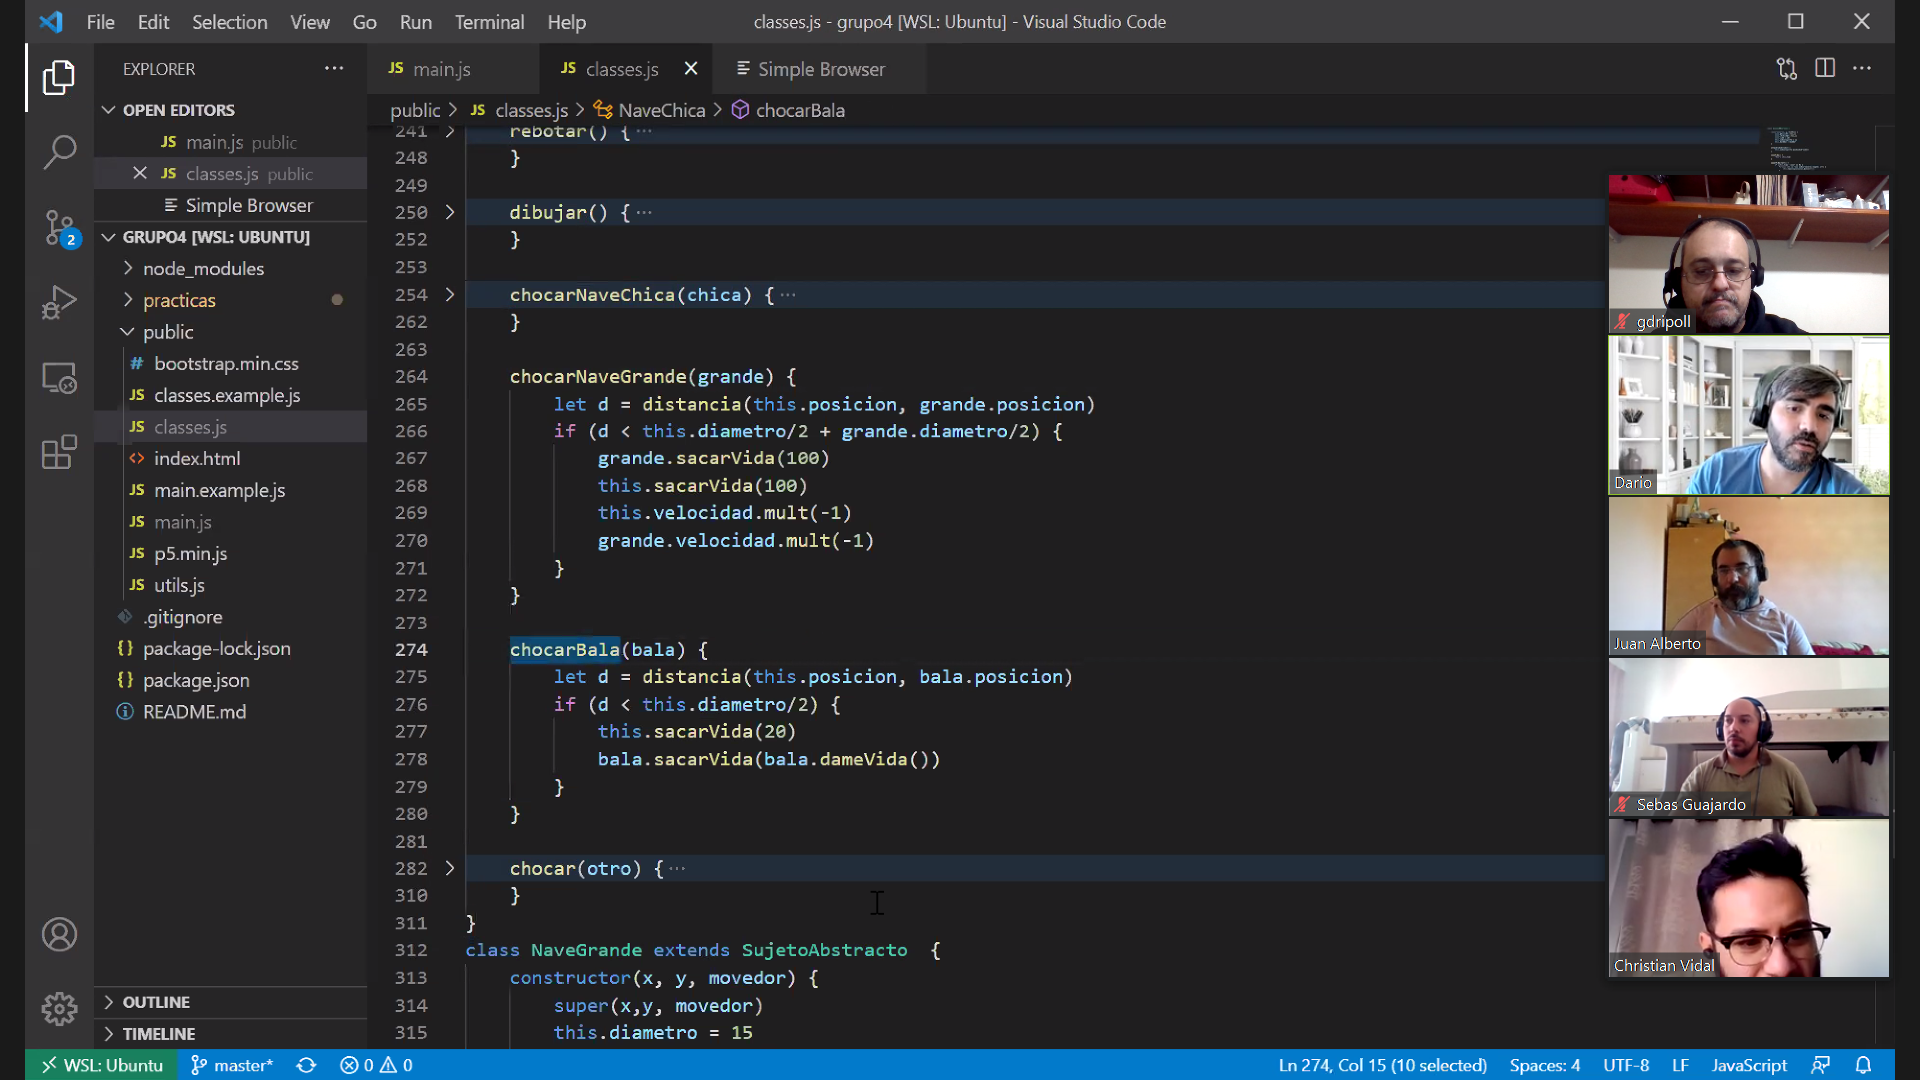 File Edit Selection View Go Run Terminal Help
classes.js - grupo4 [WSL: Ubuntu] - Visual Studio Code
EXPLORER
main.js
classes.js
Simple Browser
public > JS classes.js > NaveChica > chocarBala
OPEN EDITORS
JS main.js public
JS classes.js public
Simple Browser
GRUPO4 [WSL: UBUNTU]
node_modules
practicas
public
# bootstrap.min.css
JS classes.example.js
JS classes.js
<> index.html
JS main.example.js
JS main.js
JS p5.min.js
JS utils.js
.gitignore
{} package-lock.json
{} package.json
README.md
OUTLINE
TIMELINE
2
241 rebotar() { ...
248 }
249
250 dibujar() { ...
252 }
253
254 chocarNaveChica(chica) { ...
262 }
263
264 chocarNaveGrande(grande) {
265 let d = distancia(this.posicion, grande.posicion)
266 if (d < this.diametro/2 + grande.diametro/2) {
267 grande.sacarVida(100)
268 this.sacarVida(100)
269 this.velocidad.mult(-1)
270 grande.velocidad.mult(-1)
271 }
272 }
273
274 chocarBala(bala) {
275 let d = distancia(this.posicion, bala.posicion)
276 if (d < this.diametro/2) {
277 this.sacarVida(20)
278 bala.sacarVida(bala.dameVida())
279 }
280 }
281
282 chocar(otro) { ...
310 }
311 }
312 class NaveGrande extends SujetoAbstracto {
313 constructor(x, y, movedor) {
314 super(x,y, movedor)
315 this.diametro = 15
gdripoll
Dario
Juan Alberto
Sebas Guajardo
Christian Vidal
WSL: Ubuntu master* 0 0
Ln 274, Col 15 (10 selected) Spaces: 4 UTF-8 LF JavaScript